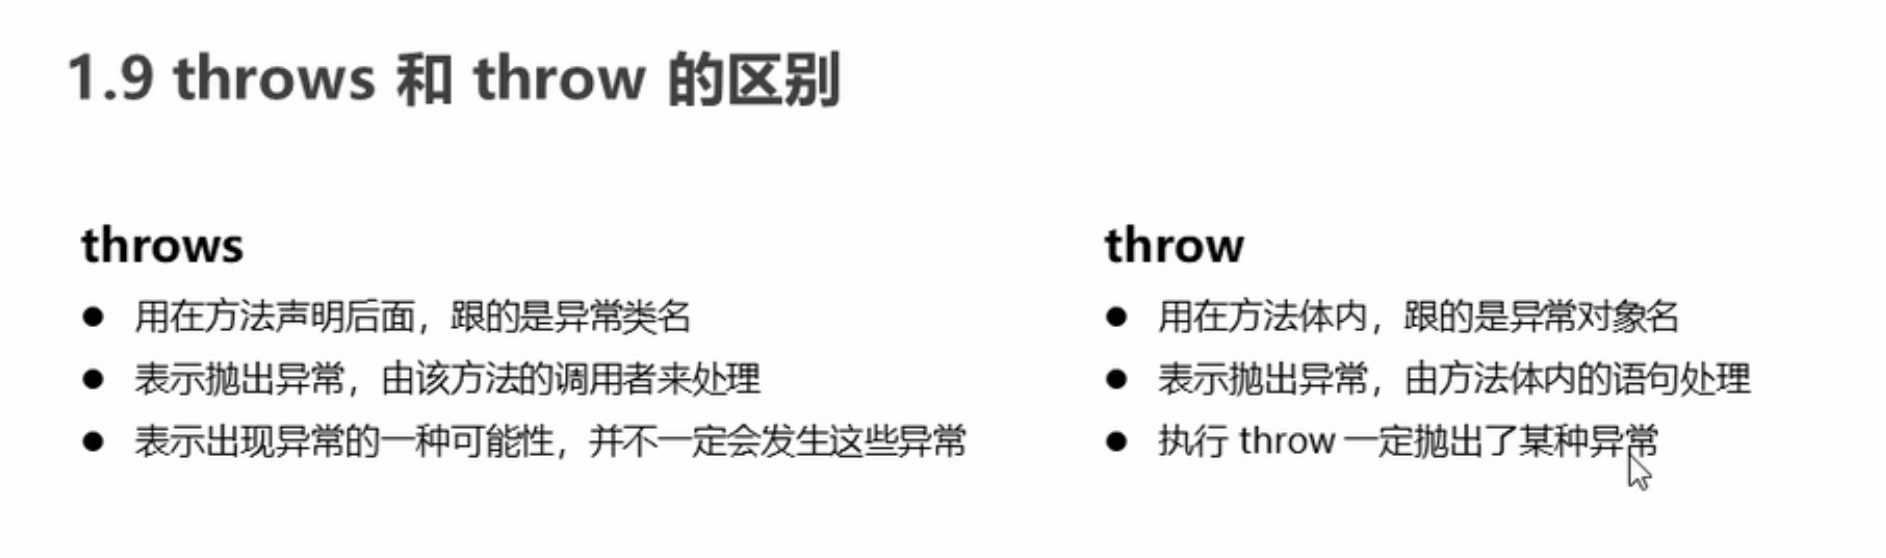 1.9 throws 和 throw 的区别
throws
● 用在方法声明后面，跟的是异常类名
● 表示抛出异常，由该方法的调用者来处理
● 表示出现异常的一种可能性，并不一定会发生这些异常
throw
● 用在方法体内，跟的是异常对象名
● 表示抛出异常，由方法体内的语句处理
● 执行 throw 一定抛出了某种异常